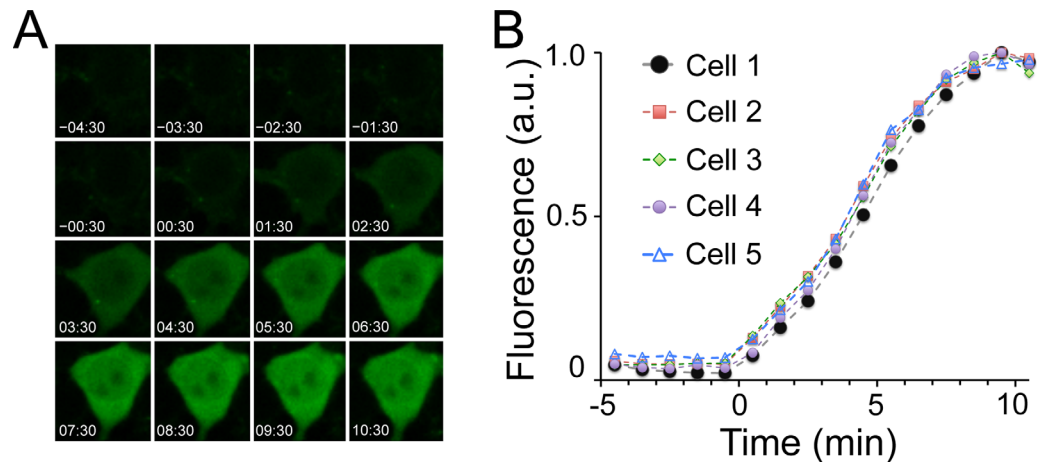 A
−04:30 −03:30 −02:30 −01:30
−00:30 00:30 01:30 02:30
03:30 04:30 05:30 06:30
07:30 08:30 09:30 10:30
B
Fluorescence (a.u.)
1.0
0.5
0
Cell 1
Cell 2
Cell 3
Cell 4
Cell 5
-5 0 5 10
Time (min)